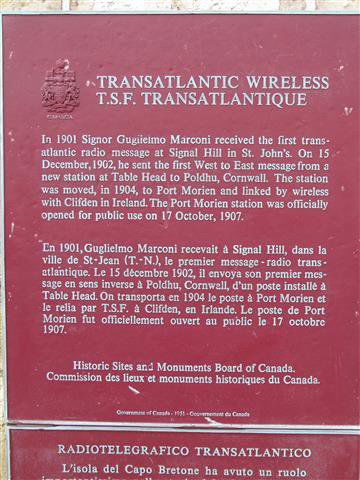 CANADA
TRANSATLANTIC WIRELESS
T.S.F. TRANSATLANTIQUE
In 1901 Signor Guglielmo Marconi received the first trans-
atlantic radio message at Signal Hill in St. John's. On 15
December, 1902, he sent the first West to East message from a
new station at Table Head to Poldhu, Cornwall. The station
was moved, in 1904, to Port Morien and linked by wireless
with Clifden in Ireland. The Port Morien station was officially
opened for public use on 17 October, 1907.
En 1901, Guglielmo Marconi recevait à Signal Hill, dans la
ville de St-Jean (T.-N.), le premier message-radio trans-
atlantique. Le 15 décembre 1902, il envoya son premier mes-
sage en sens inverse à Poldhu, Cornwall, d'un poste installé à
Table Head. On transporta en 1904 le poste à Port Morien et
le relia par T.S.F. à Clifden, en Irlande. Le poste de Port
Morien fut officiellement ouvert au public le 17 octobre
1907.
Historic Sites and Monuments Board of Canada.
Commission des lieux et monuments historiques du Canada.
Government of Canada - 1951 - Gouvernement du Canada
RADIOTELEGRAFICO TRANSATLANTICO
L'isola del Capo Bretone ha avuto un ruolo